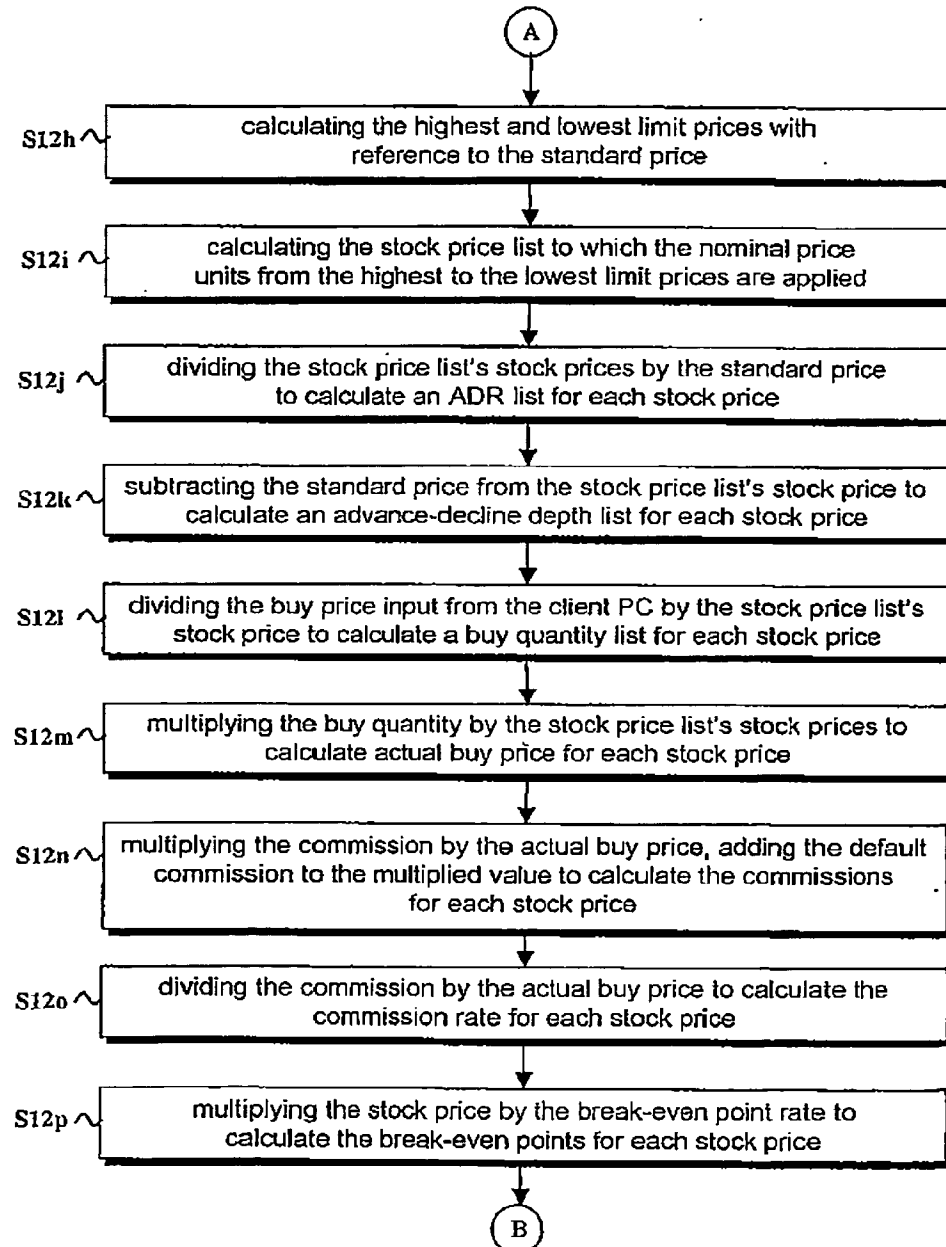 A
S12h
calculating the highest and lowest limit prices with
reference to the standard price
S12i
calculating the stock price list to which the nominal price
units from the highest to the lowest limit prices are applied
S12j
dividing the stock price list's stock prices by the standard price
to calculate an ADR list for each stock price
S12k
subtracting the standard price from the stock price list's stock price to
calculate an advance-decline depth list for each stock price
S12l
dividing the buy price input from the client PC by the stock price list's
stock price to calculate a buy quantity list for each stock price
S12m
multiplying the buy quantity by the stock price list's stock prices to
calculate actual buy price for each stock price
S12n
multiplying the commission by the actual buy price, adding the default
commission to the multiplied value to calculate the commissions
for each stock price
S12o
dividing the commission by the actual buy price to calculate the
commission rate for each stock price
S12p
multiplying the stock price by the break-even point rate to
calculate the break-even points for each stock price
B